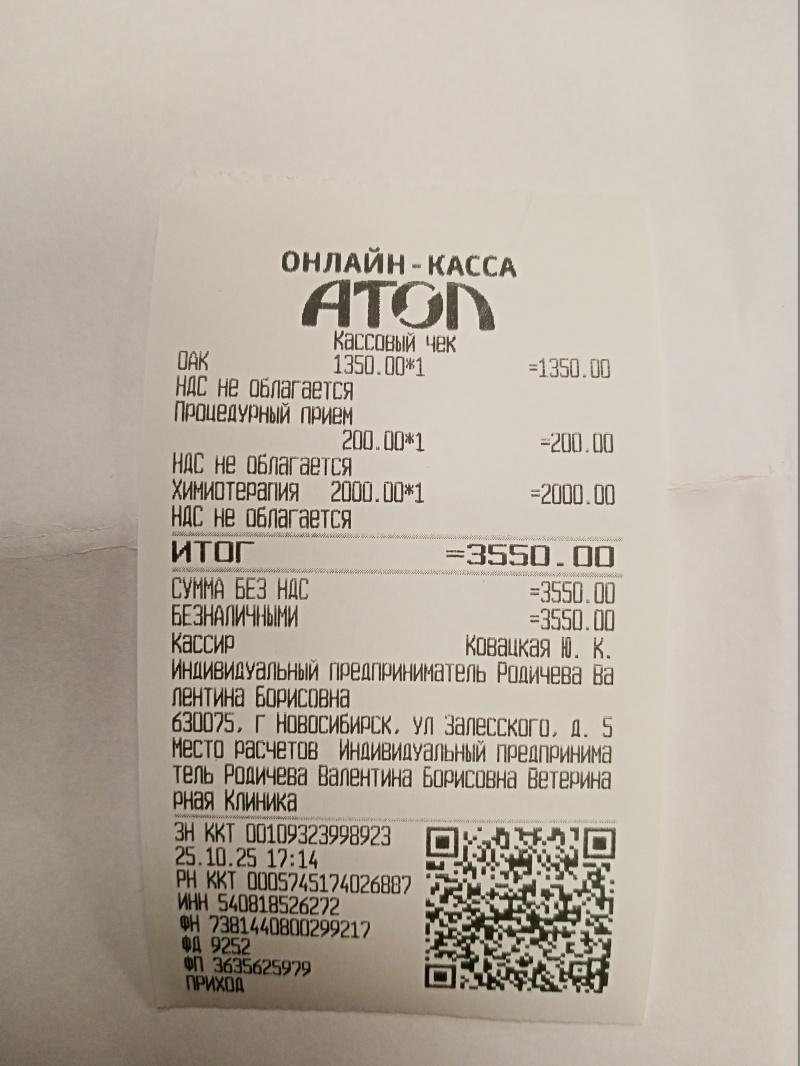 ОНЛАЙН-КАССА
АТОЛ
Кассовый чек
ОАК 1350.00*1 =1350.00
НДС не облагается
Процедурный прием
200.00*1 =200.00
НДС не облагается
Химиотерапия 2000.00*1 =2000.00
НДС не облагается
ИТОГ =3550.00
СУММА БЕЗ НДС =3550.00
БЕЗНАЛИЧНЫМИ =3550.00
Кассир Ковацкая Ю. К.
Индивидуальный предприниматель Родичева Ва
лентина Борисовна
630075, г Новосибирск, ул Залесского, д. 5
Место расчетов Индивидуальный предпринима
тель Родичева Валентина Борисовна Ветерина
рная Клиника
ЗН ККТ 00109323998923
25.10.25 17:14
РН ККТ 0005745174026887
ИНН 540818526272
ФН 7381440800299217
ФД 9252
ФП 3635625979
ПРИХОД